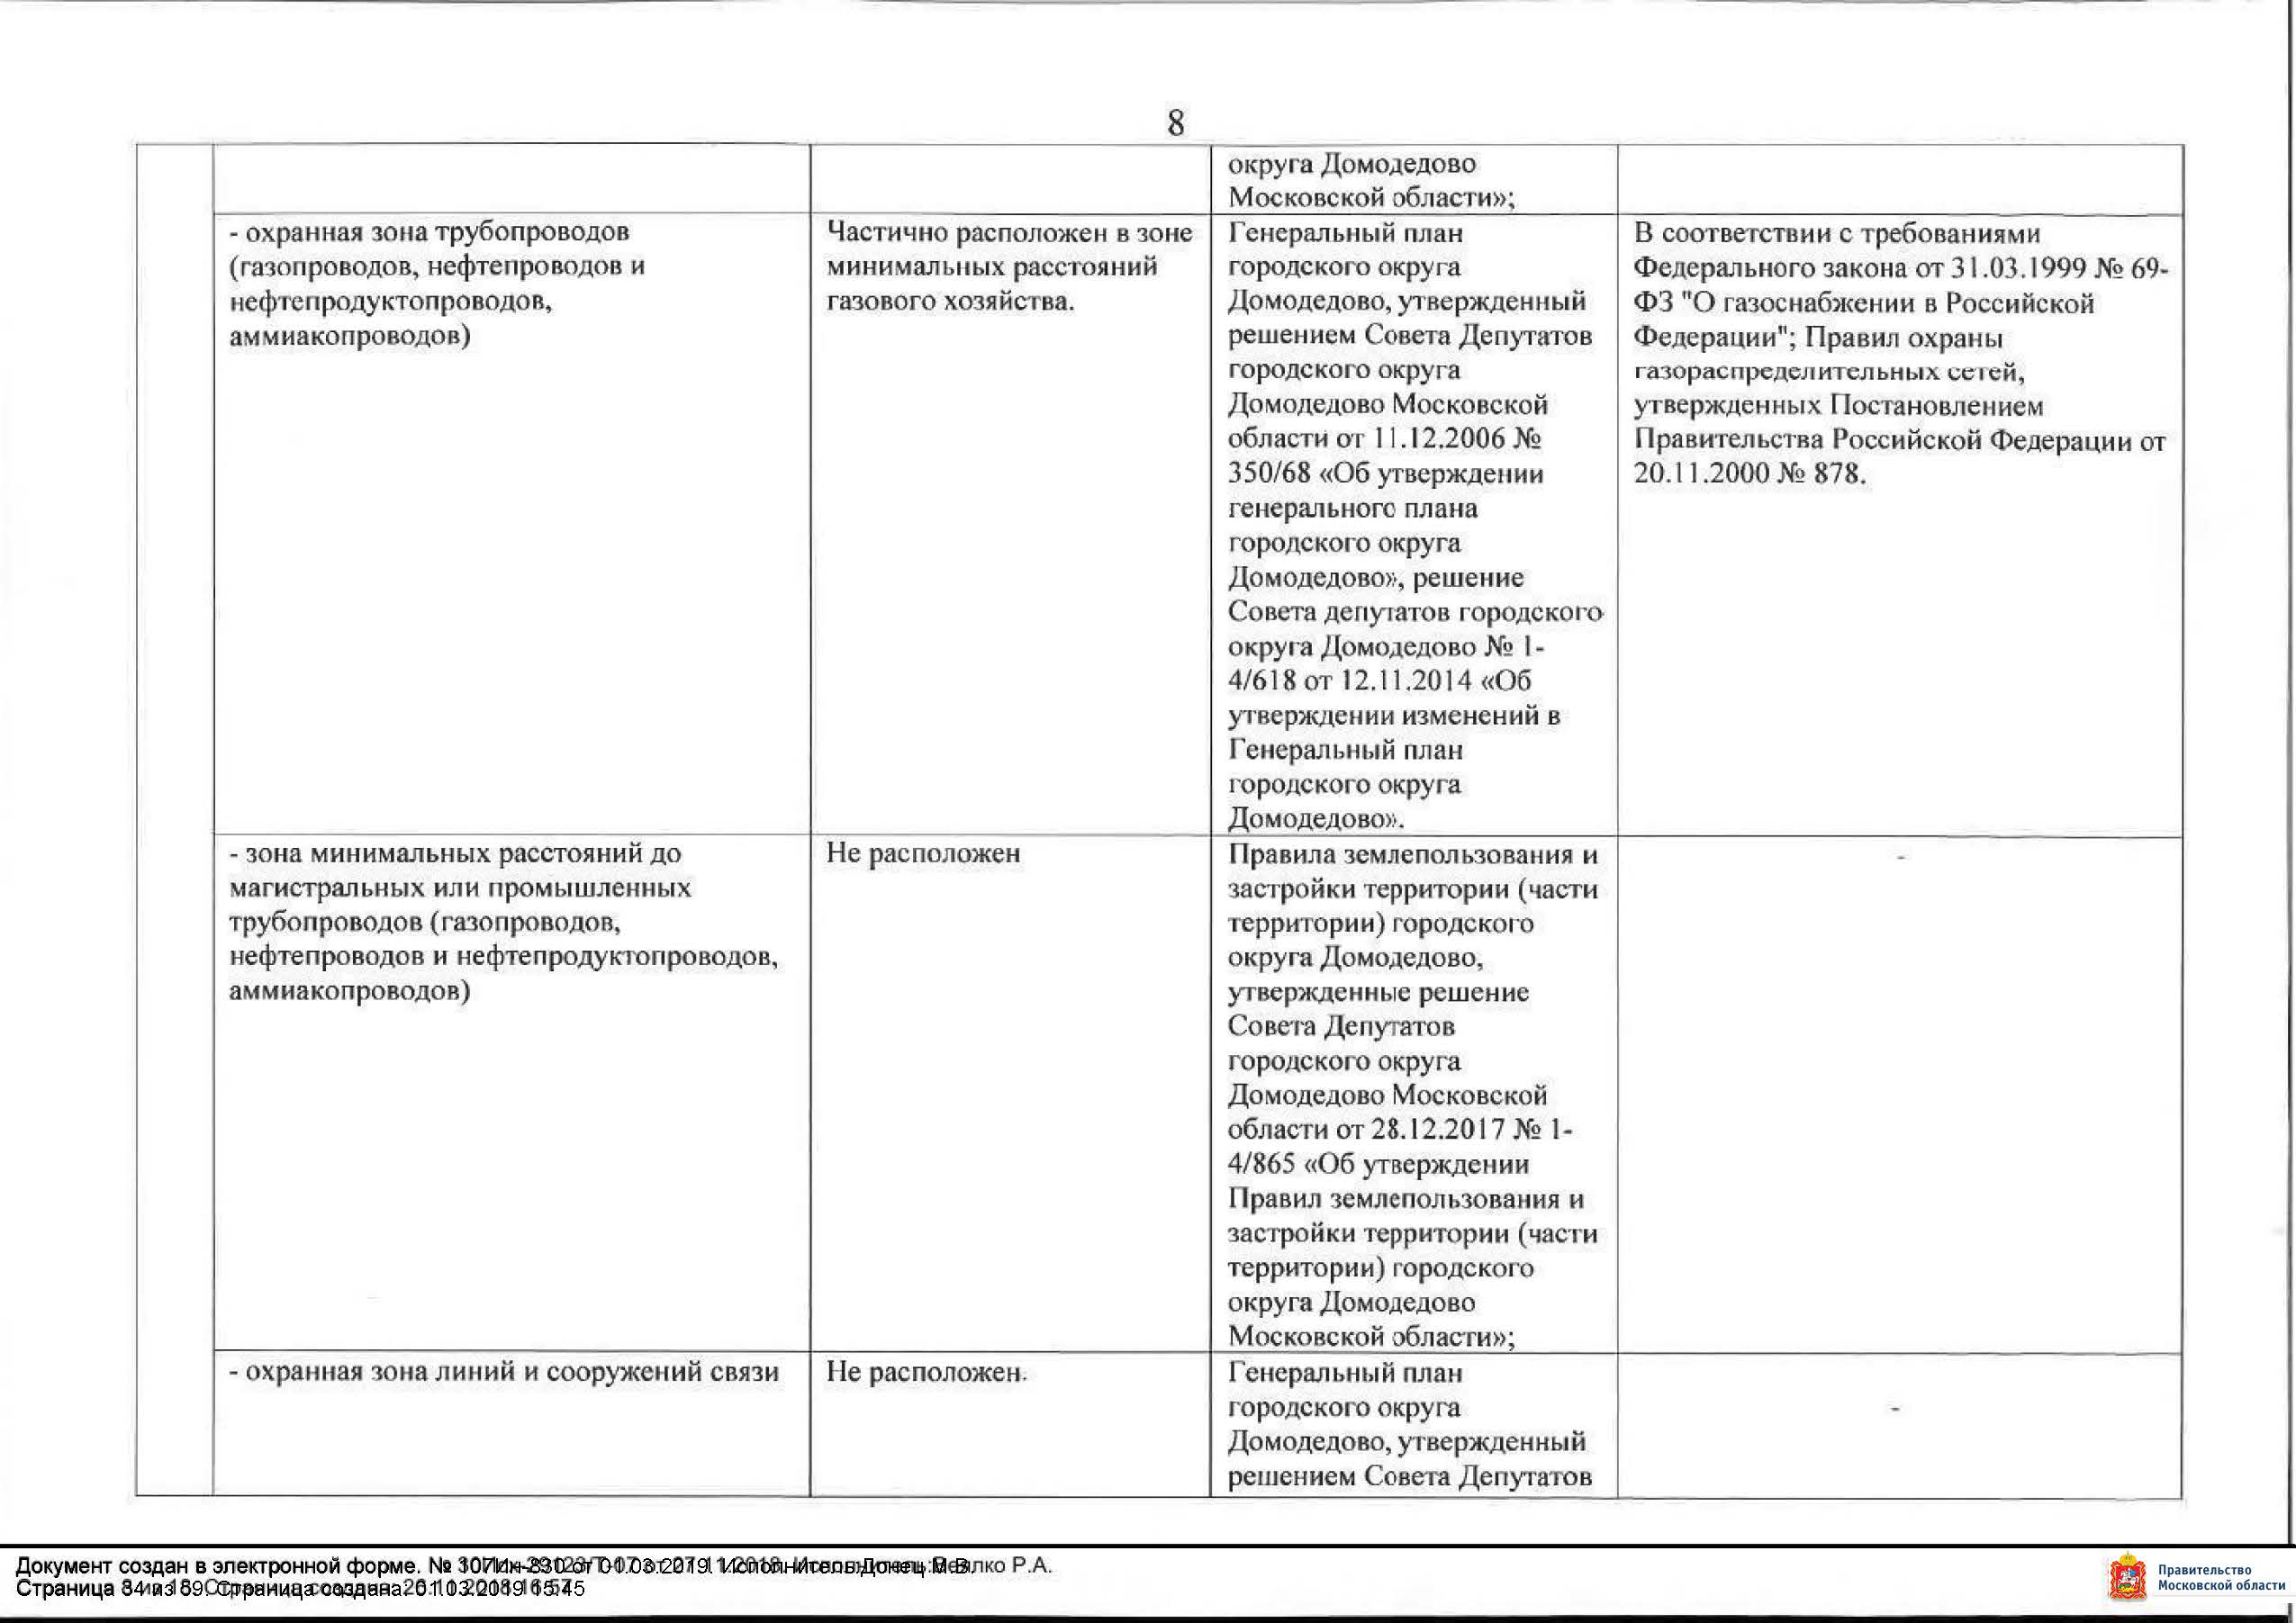 8
округа Домодедово
Московской области»;
- охранная зона трубопроводов
(газопроводов, нефтепроводов и
нефтепродуктопроводов,
аммиакопроводов)
Частично расположен в зоне
минимальных расстояний
газового хозяйства.
Генеральный план
городского округа
Домодедово, утвержденный
решением Совета Депутатов
городского округа
Домодедово Московской
области от 11.12.2006 №
350/68 «Об утверждении
генерального плана
городского округа
Домодедово», решение
Совета депутатов городского
округа Домодедово № 1-
4/618 от 12.11.2014 «Об
утверждении изменений в
Генеральный план
городского округа
Домодедово».
В соответствии с требованиями
Федерального закона от 31.03.1999 № 69-
ФЗ "О газоснабжении в Российской
Федерации"; Правил охраны
газораспределительных сетей,
утвержденных Постановлением
Правительства Российской Федерации от
20.11.2000 № 878.
- зона минимальных расстояний до
магистральных или промышленных
трубопроводов (газопроводов,
нефтепроводов и нефтепродуктопроводов,
аммиакопроводов)
Не расположен
Правила землепользования и
застройки территории (части
территории) городского
округа Домодедово,
утвержденные решение
Совета Депутатов
городского округа
Домодедово Московской
области от 28.12.2017 № 1-
4/865 «Об утверждении
Правил землепользования и
застройки территории (части
территории) городского
округа Домодедово
Московской области»;
-
- охранная зона линий и сооружений связи
Не расположен.
Генеральный план
городского округа
Домодедово, утвержденный
решением Совета Депутатов
-
Документ создан в электронной форме. № от Р.А.
Страница
Правительство
Московской области